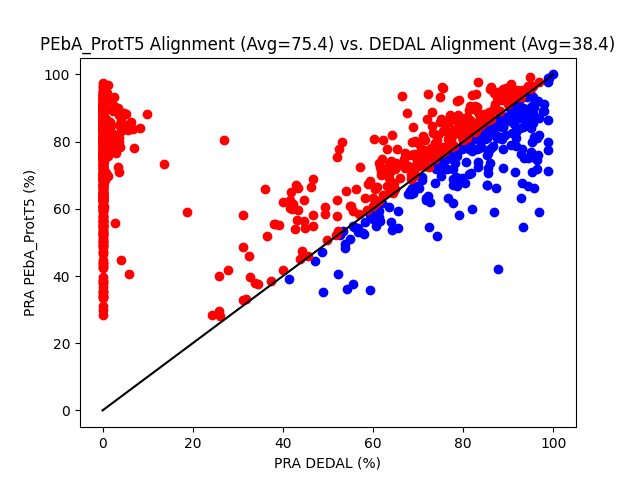 PEbA_ProtT5 Alignment (Avg=75.4) vs. DEDAL Alignment (Avg=38.4)
100
80
60
40
20
0
PRA PEbA_ProtT5 (%)
0 20 40 60 80 100
PRA DEDAL (%)